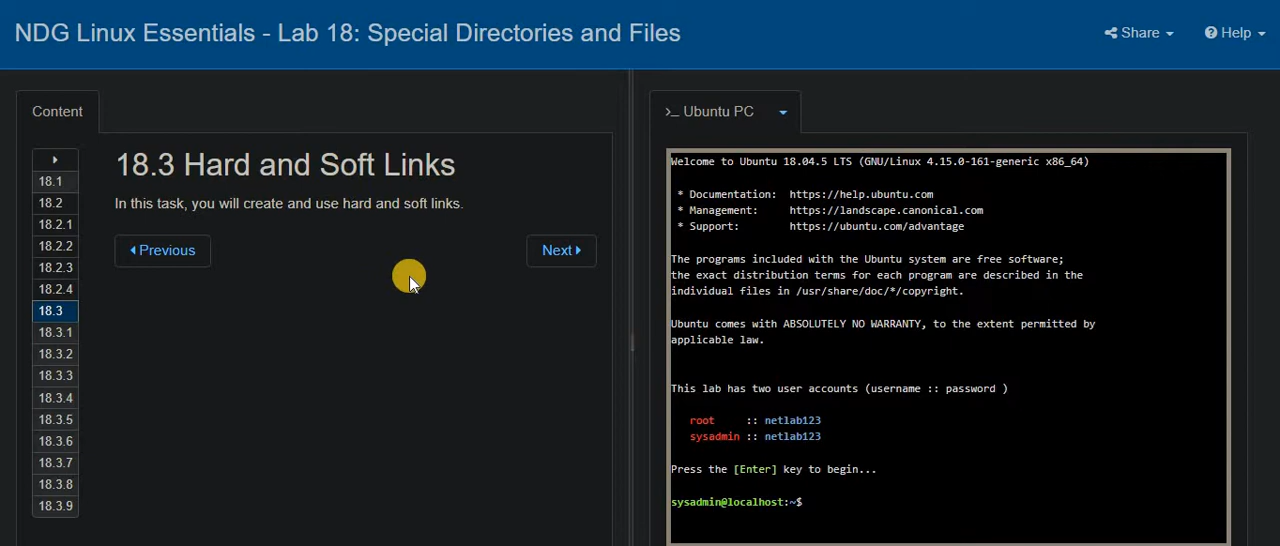 NDG Linux Essentials - Lab 18: Special Directories and Files
Share
Help
Content
18.1
18.2
18.2.1
18.2.2
18.2.3
18.2.4
18.3
18.3.1
18.3.2
18.3.3
18.3.4
18.3.5
18.3.6
18.3.7
18.3.8
18.3.9
18.3 Hard and Soft Links
In this task, you will create and use hard and soft links.
Previous
Next
>_ Ubuntu PC
Welcome to Ubuntu 18.04.5 LTS (GNU/Linux 4.15.0-161-generic x86_64)
* Documentation: https://help.ubuntu.com
* Management: https://landscape.canonical.com
* Support: https://ubuntu.com/advantage
The programs included with the Ubuntu system are free software;
the exact distribution terms for each program are described in the
individual files in /usr/share/doc/*/copyright.
Ubuntu comes with ABSOLUTELY NO WARRANTY, to the extent permitted by
applicable law.
This lab has two user accounts (username :: password )
root :: netlab123
sysadmin :: netlab123
Press the [Enter] key to begin...
sysadmin@localhost:~$